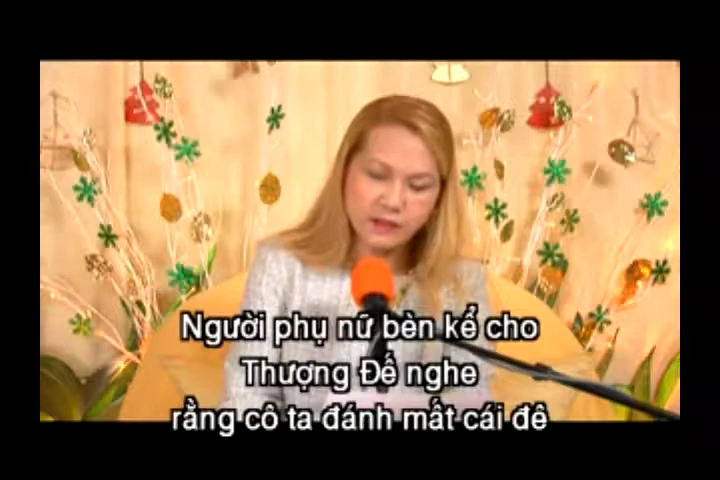 Người phụ nữ bèn kể cho
Thượng Đế nghe
rằng cô ta đánh mất cái đê